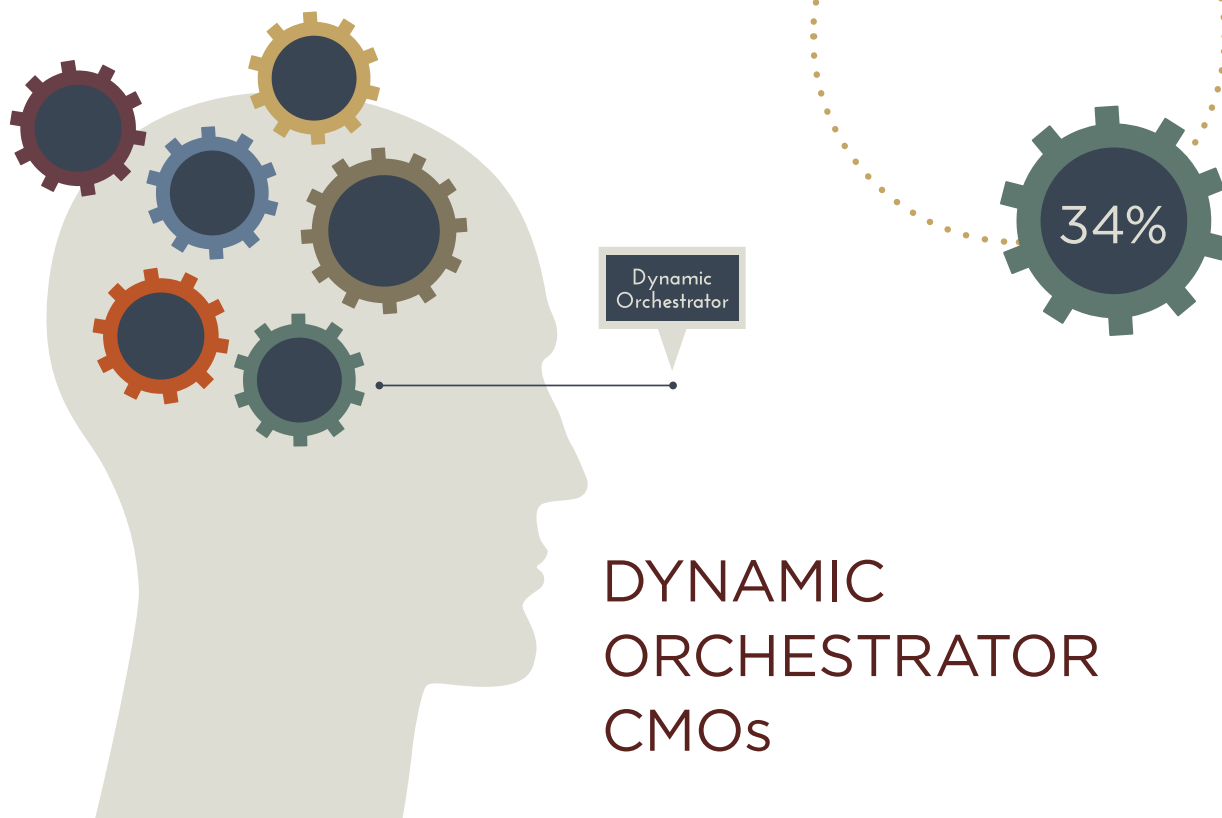 34%
Dynamic
Orchestrator
DYNAMIC
ORCHESTRATOR
CMOs